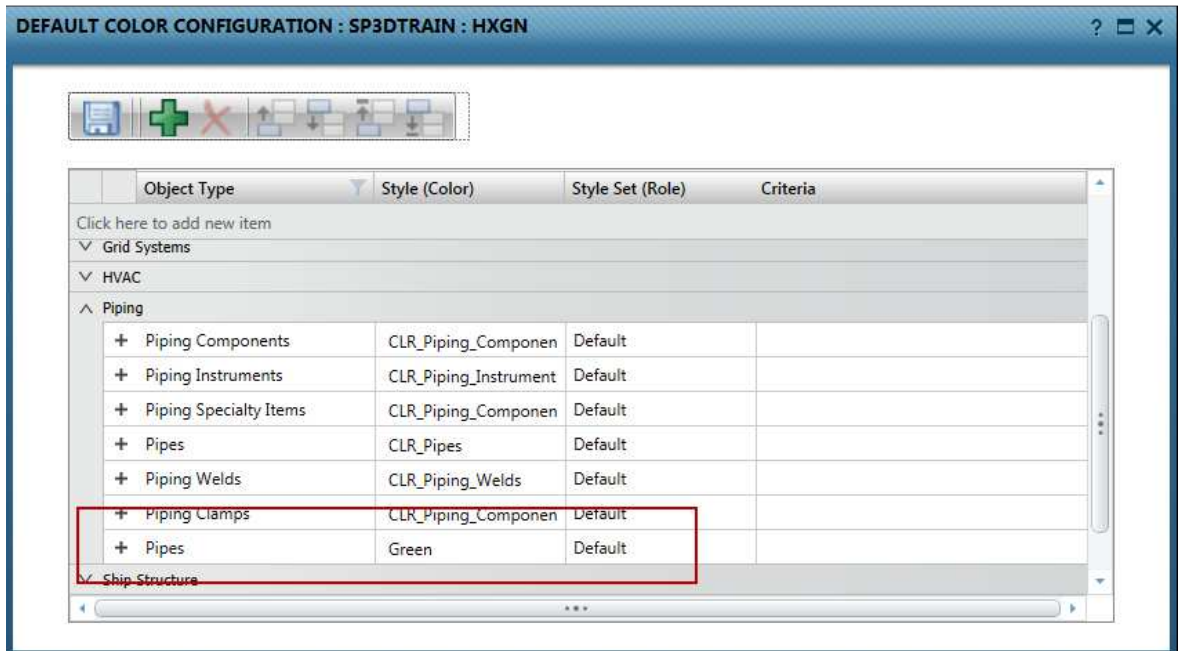 DEFAULT COLOR CONFIGURATION : SP3DTRAIN : HXGN
Object Type Style (Color) Style Set (Role) Criteria
Click here to add new item
Grid Systems
HVAC
Piping
Piping Components CLR_Piping_Componen Default
Piping Instruments CLR_Piping_Instrument Default
Piping Specialty Items CLR_Piping_Componen Default
Pipes CLR_Pipes Default
Piping Welds CLR_Piping_Welds Default
Piping Clamps CLR_Piping_Componen Default
Pipes Green Default
Ship Structure